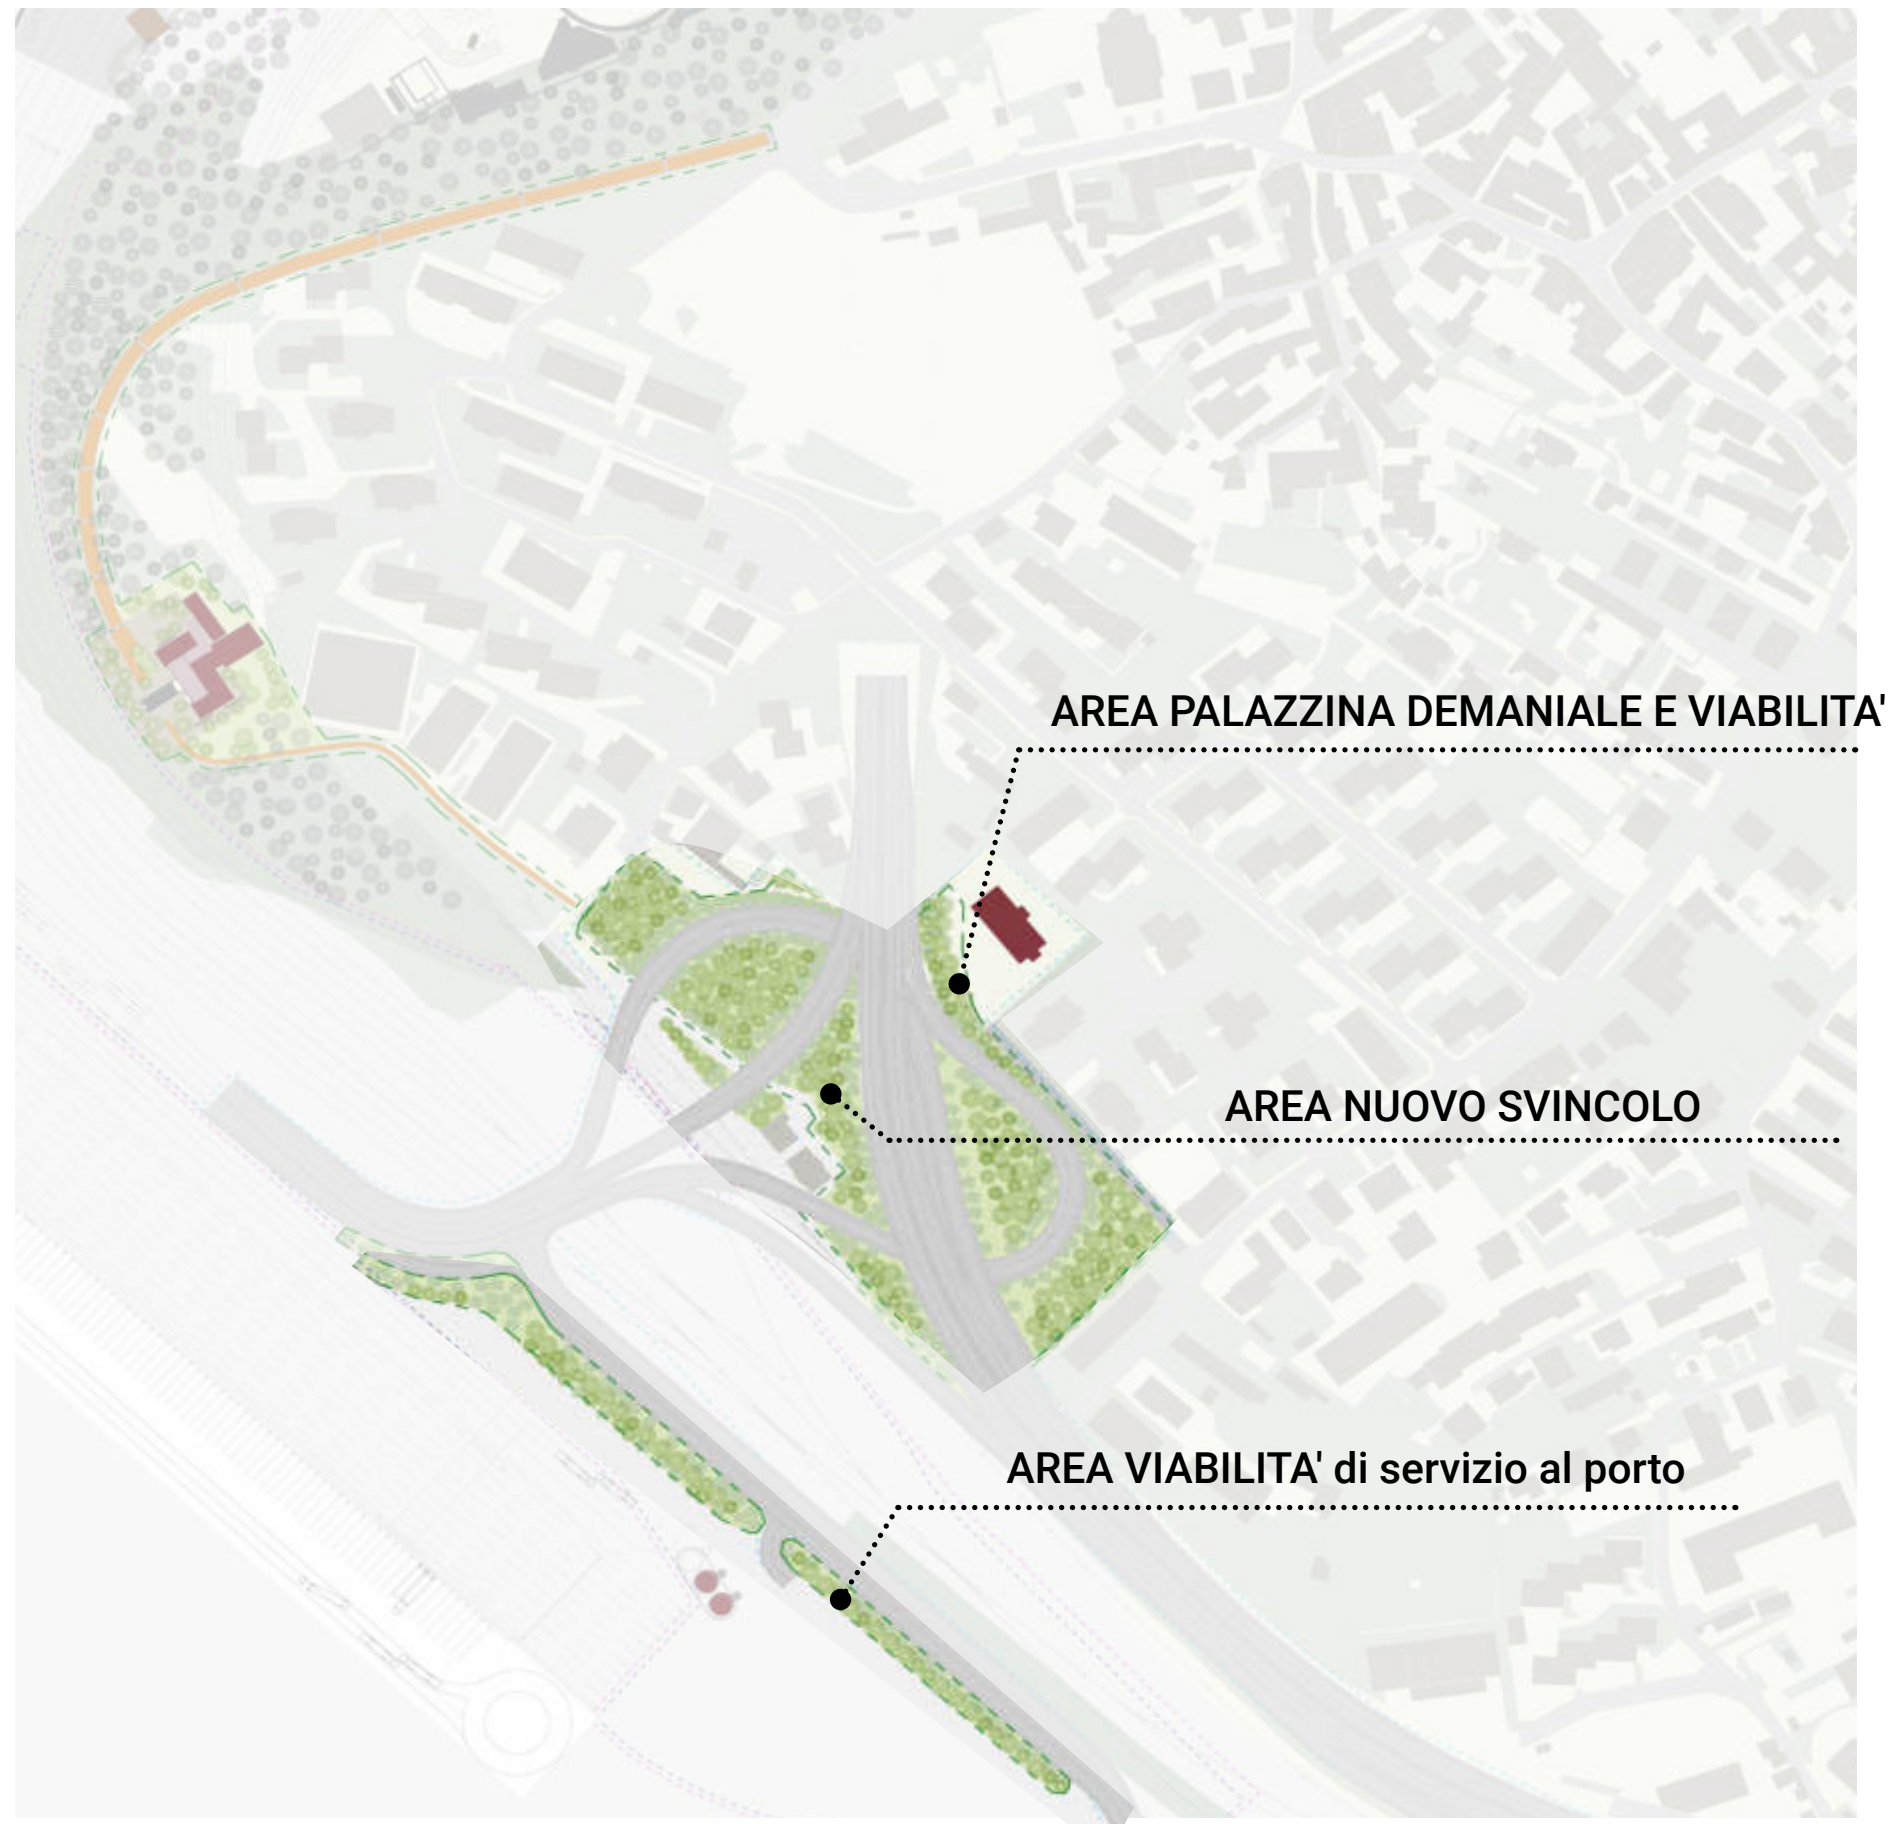 AREA PALAZZINA DEMANIALE E VIABILITA'
AREA NUOVO SVINCOLO
AREA VIABILITA' di servizio al porto